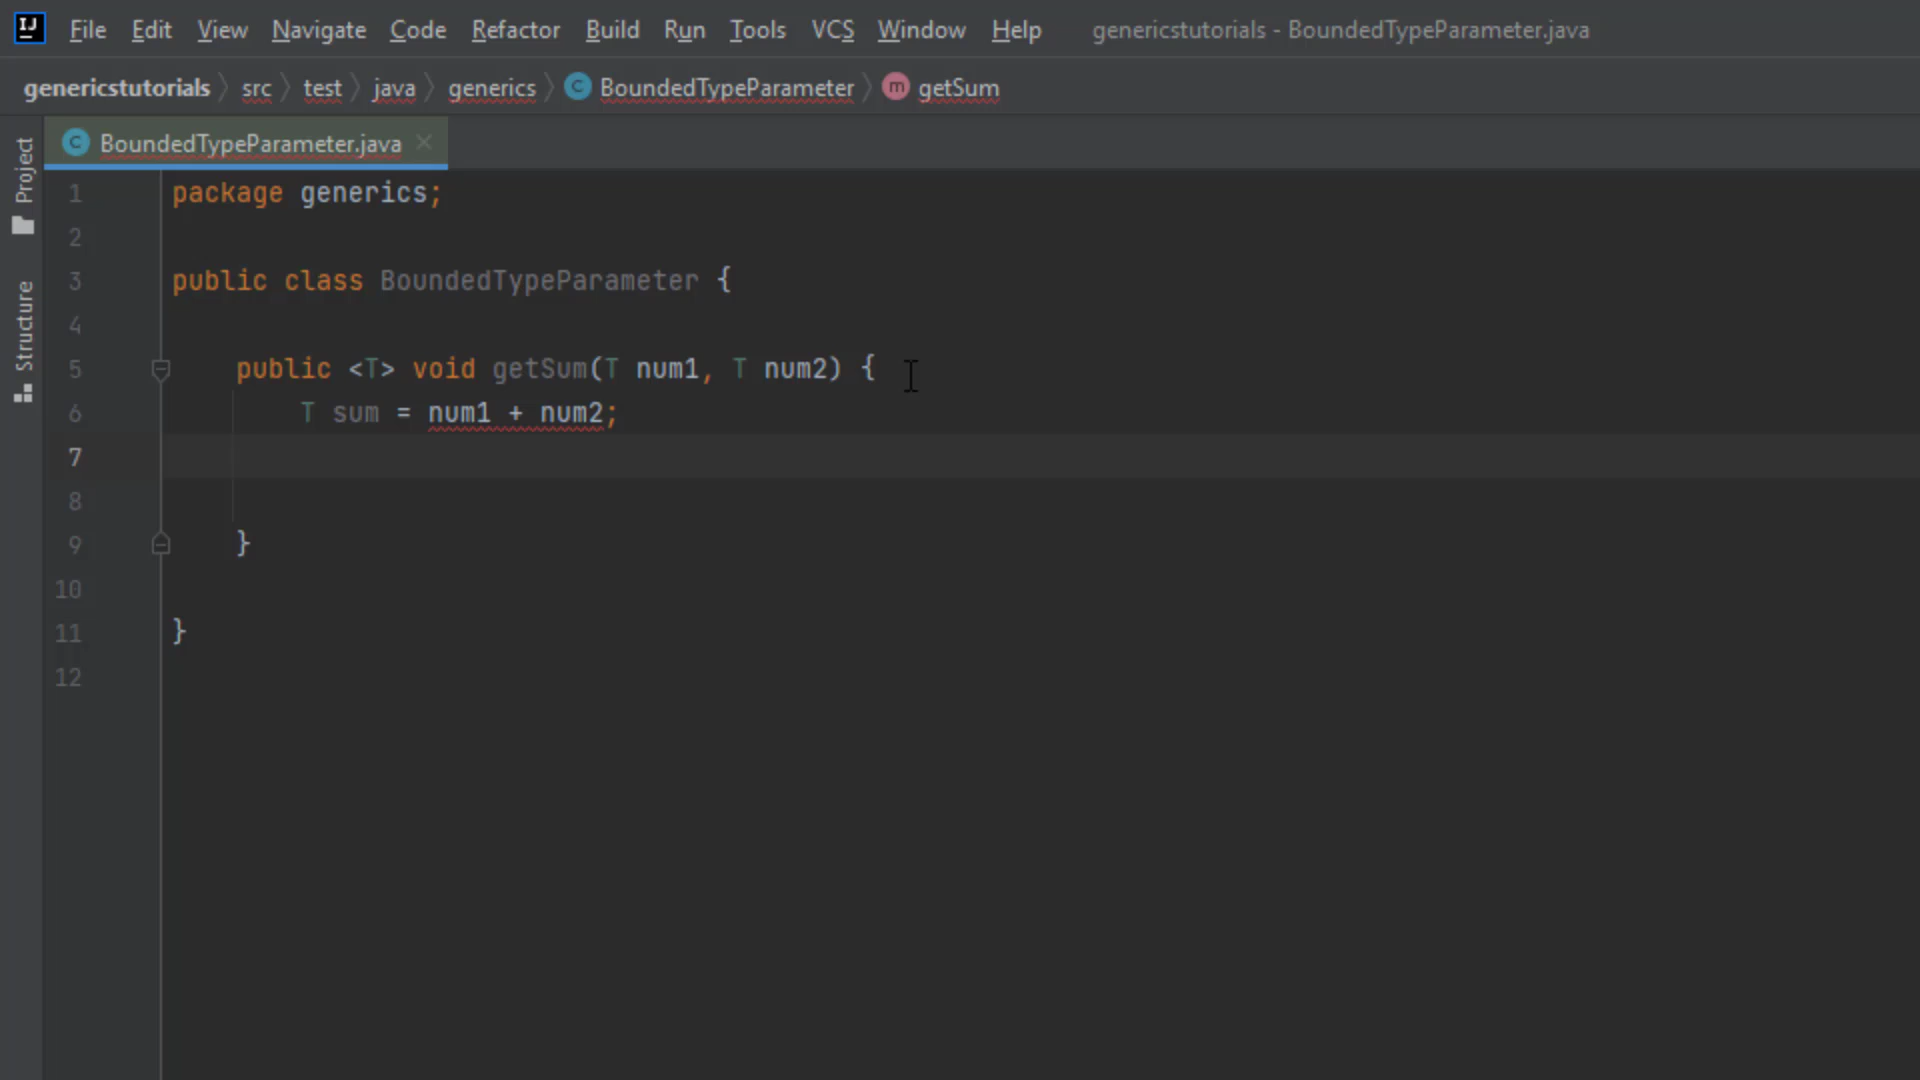 IJ File Edit View Navigate Code Refactor Build Run Tools VCS Window Help genericstutorials - BoundedTypeParameter.java
genericstutorials src test java generics C BoundedTypeParameter m getSum
C BoundedTypeParameter.java
Project
Structure
1 package generics;
2
3 public class BoundedTypeParameter {
4
5 public <T> void getSum(T num1, T num2) {
6 T sum = num1 + num2;
7
8
9 }
10
11 }
12